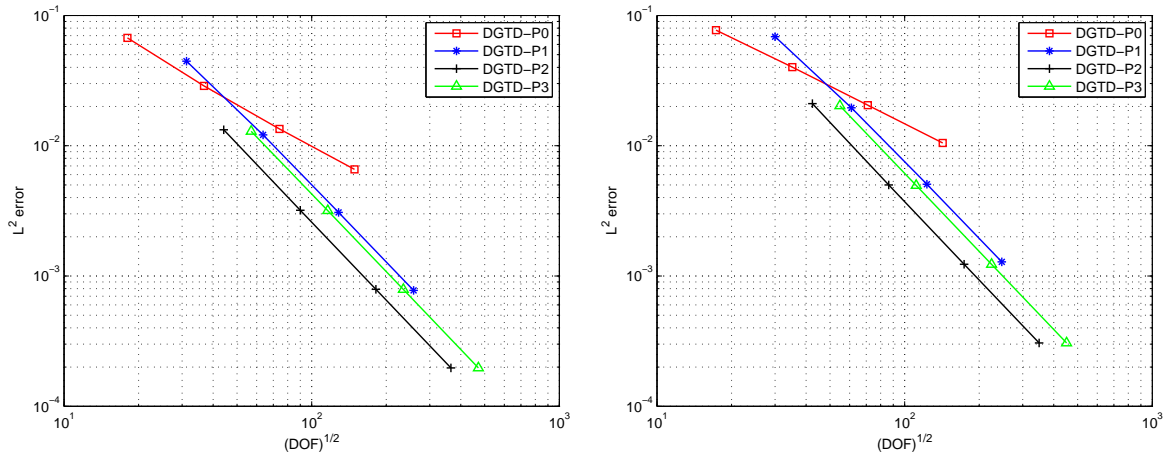 10^-1
10^-2
10^-3
10^-4
L^2 error
10^1
10^2
10^3
(DOF)^1/2
DGTD−P0
DGTD−P1
DGTD−P2
DGTD−P3
10^-1
10^-2
10^-3
10^-4
L^2 error
10^1
10^2
10^3
(DOF)^1/2
DGTD−P0
DGTD−P1
DGTD−P2
DGTD−P3